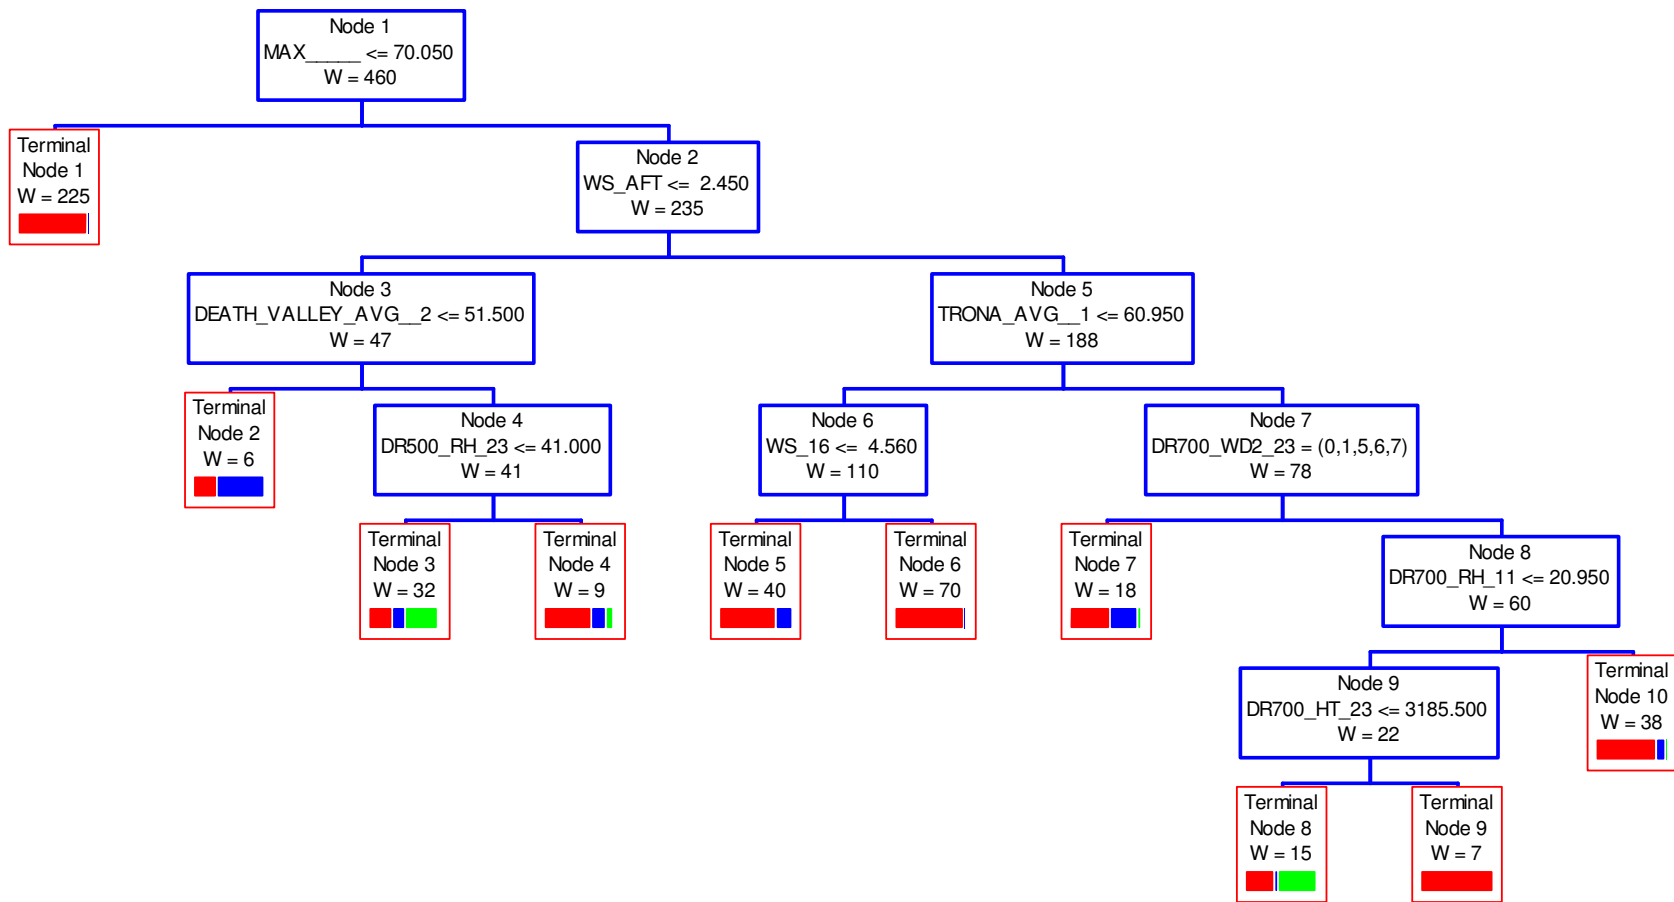 Node 1
MAX_____ <= 70.050
W = 460
Terminal
Node 1
W = 225
Node 2
WS_AFT <=  2.450
W = 235
Node 3
DEATH_VALLEY_AVG__2 <= 51.500
W = 47
Node 5
TRONA_AVG__1 <= 60.950
W = 188
Terminal
Node 2
W = 6
Node 4
DR500_RH_23 <= 41.000
W = 41
Node 6
WS_16 <=  4.560
W = 110
Node 7
DR700_WD2_23 = (0,1,5,6,7)
W = 78
Terminal
Node 3
W = 32
Terminal
Node 4
W = 9
Terminal
Node 5
W = 40
Terminal
Node 6
W = 70
Terminal
Node 7
W = 18
Node 8
DR700_RH_11 <= 20.950
W = 60
Node 9
DR700_HT_23 <= 3185.500
W = 22
Terminal
Node 10
W = 38
Terminal
Node 8
W = 15
Terminal
Node 9
W = 7